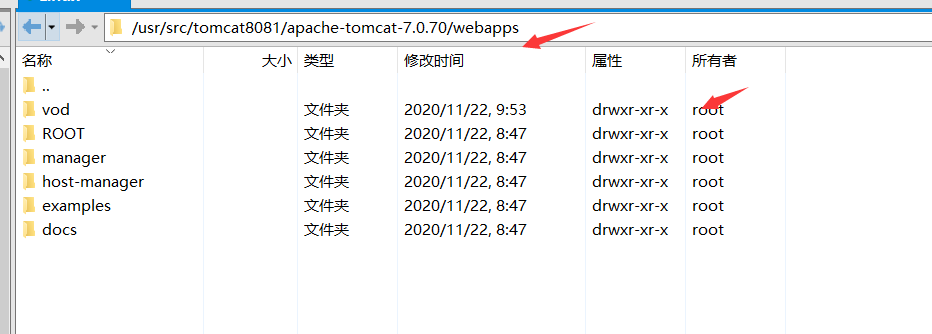 /usr/src/tomcat8081/apache-tomcat-7.0.70/webapps
名称 大小 类型 修改时间 属性 所有者
..
vod 文件夹 2020/11/22, 9:53 drwxr-xr-x root
ROOT 文件夹 2020/11/22, 8:47 drwxr-xr-x root
manager 文件夹 2020/11/22, 8:47 drwxr-xr-x root
host-manager 文件夹 2020/11/22, 8:47 drwxr-xr-x root
examples 文件夹 2020/11/22, 8:47 drwxr-xr-x root
docs 文件夹 2020/11/22, 8:47 drwxr-xr-x root